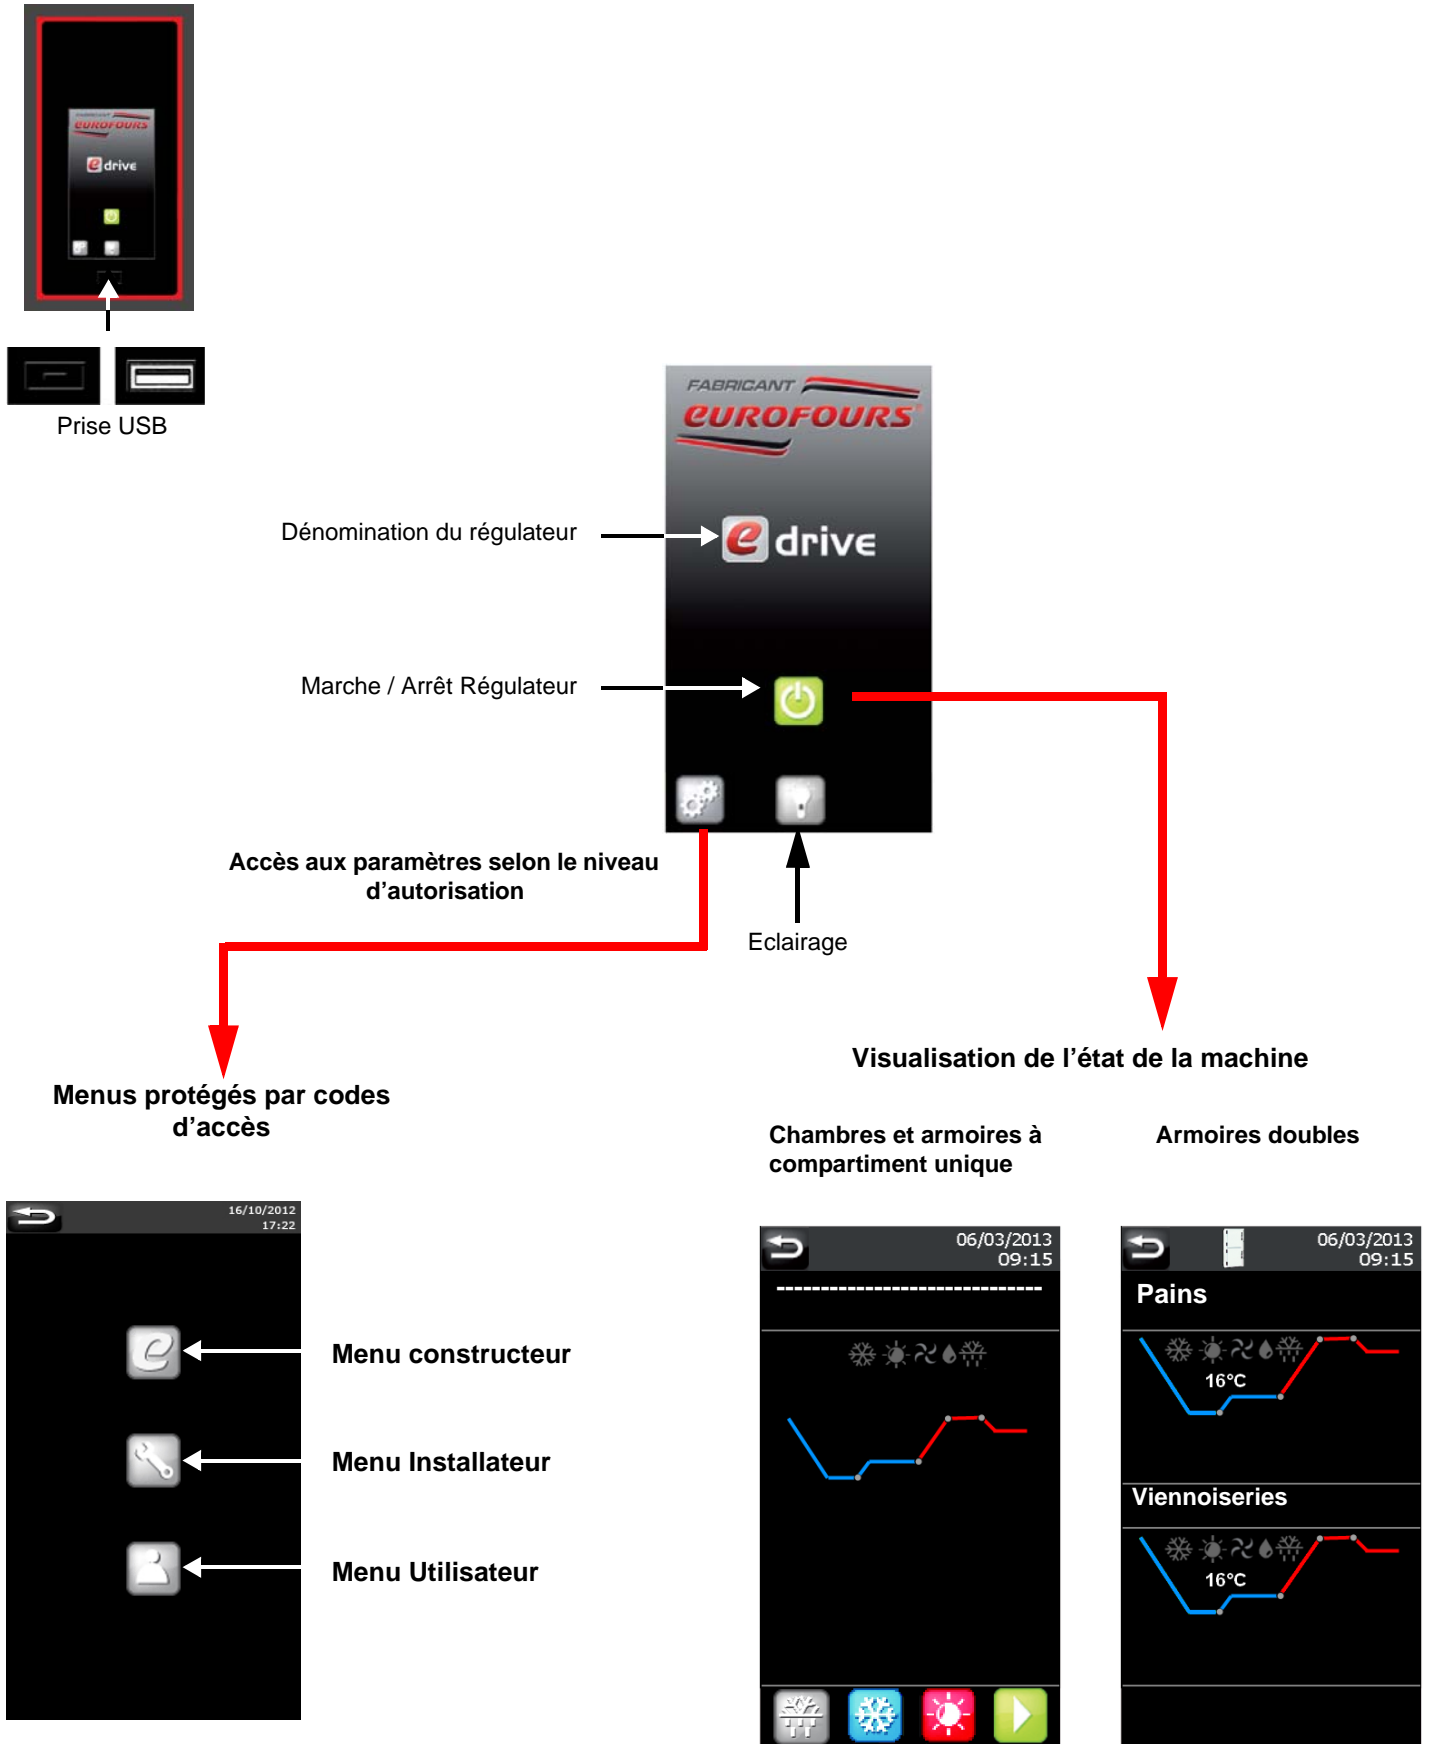 FABRICANT
eUROFOURS
e drive
Prise USB
FABRICANT
eUROFOURS®
Dénomination du régulateur
e drive
Marche / Arrêt Régulateur
Accès aux paramètres selon le niveau
d’autorisation
Eclairage
Visualisation de l’état de la machine
Menus protégés par codes
d’accès
Chambres et armoires à
compartiment unique
Armoires doubles
16/10/2012
17:22
e
Menu constructeur
Menu Installateur
Menu Utilisateur
06/03/2013
09:15
----------------------------
06/03/2013
09:15
Pains
16°C
Viennoiseries
16°C